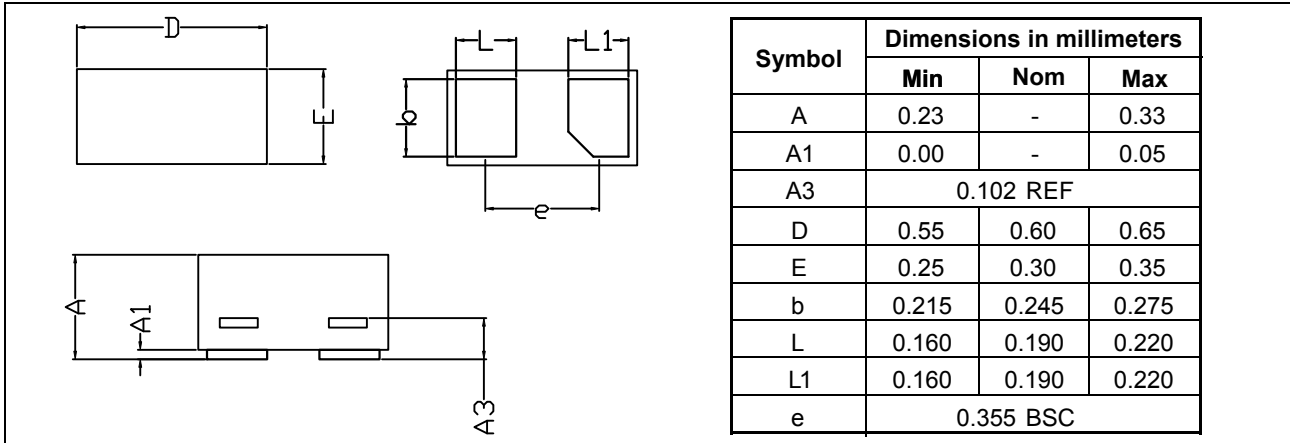 D
E
L
L1
b
e
A
A1
A3
Symbol Dimensions in millimeters
Min Nom Max
A 0.23 - 0.33
A1 0.00 - 0.05
A3 0.102 REF
D 0.55 0.60 0.65
E 0.25 0.30 0.35
b 0.215 0.245 0.275
L 0.160 0.190 0.220
L1 0.160 0.190 0.220
e 0.355 BSC